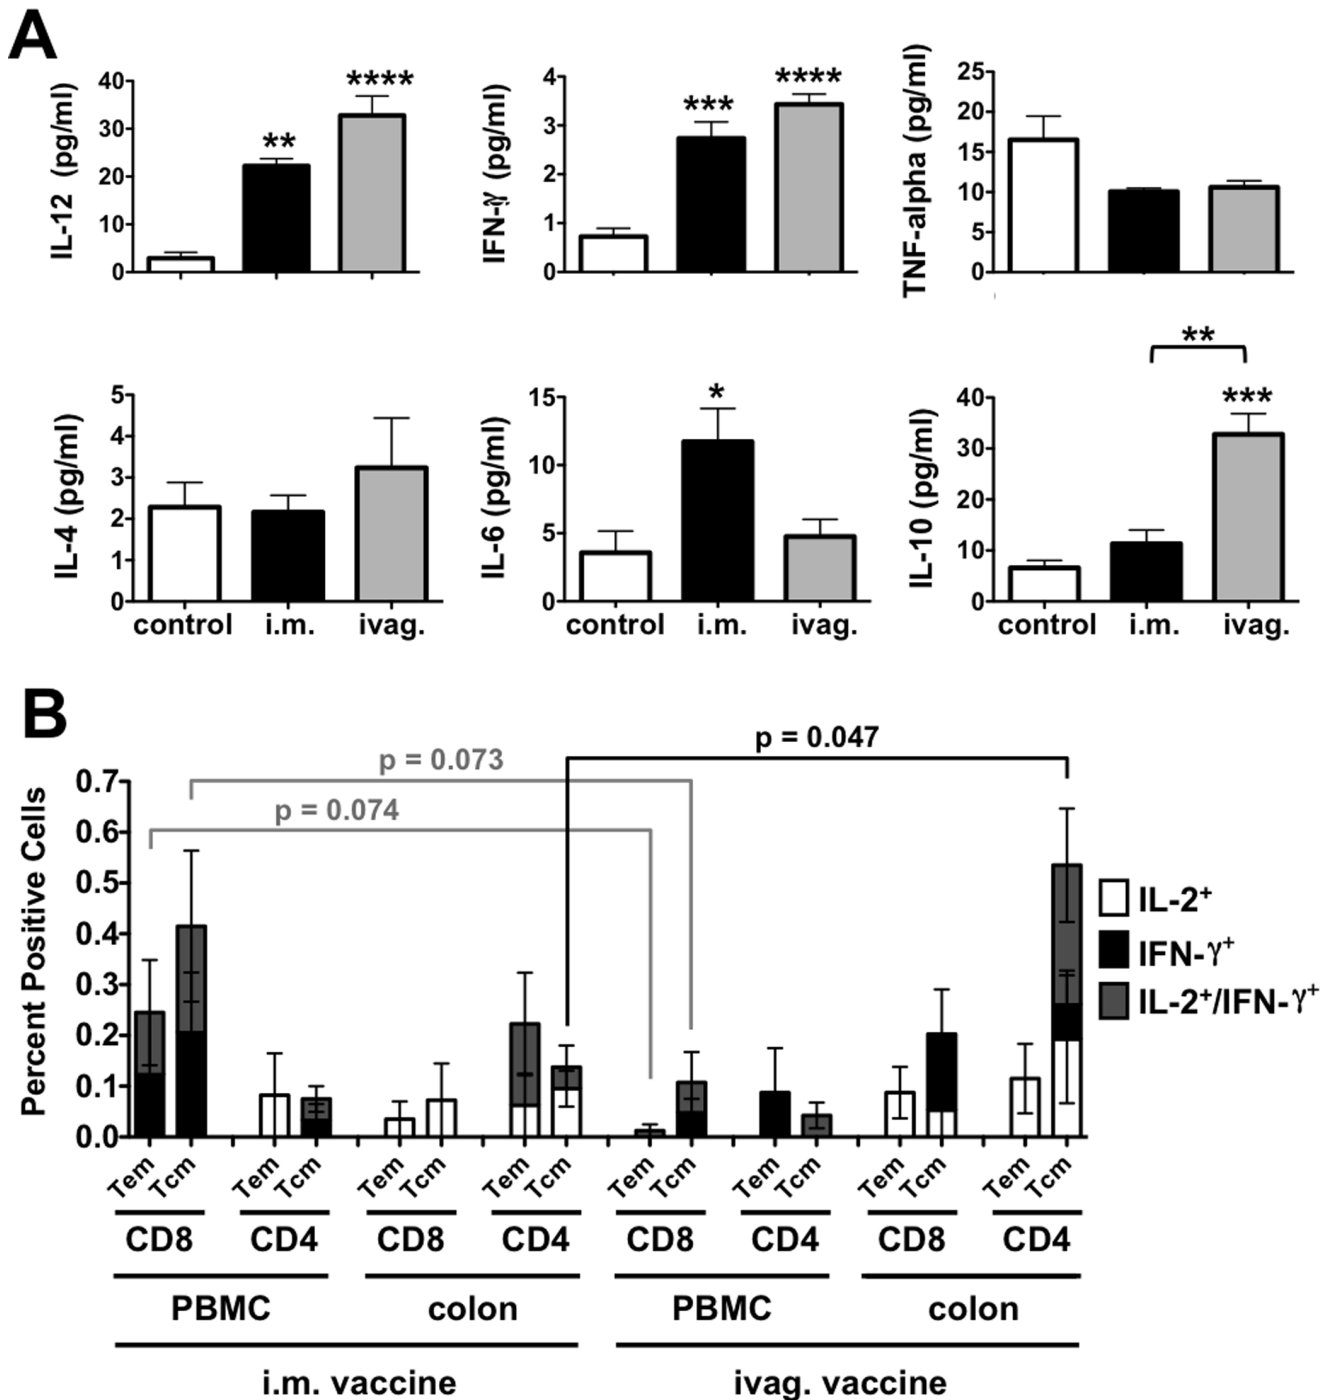 A
IL-12 (pg/ml)
40
30
20
10
0
**
****
IFN-γ (pg/ml)
4
3
2
1
0
***
****
TNF-alpha (pg/ml)
25
20
15
10
5
0
IL-4 (pg/ml)
5
4
3
2
1
0
control i.m. ivag.
IL-6 (pg/ml)
15
10
5
0
*
control i.m. ivag.
IL-10 (pg/ml)
40
30
20
10
0
**
***
control i.m. ivag.
B
Percent Positive Cells
0.7
0.6
0.5
0.4
0.3
0.2
0.1
0.0
p = 0.047
p = 0.073
p = 0.074
IL-2⁺
IFN-γ⁺
IL-2⁺/IFN-γ⁺
Tem Tcm Tem Tcm Tem Tcm Tem Tcm Tem Tcm Tem Tcm Tem Tcm Tem Tcm
CD8 CD4 CD8 CD4 CD8 CD4 CD8 CD4
PBMC colon PBMC colon
i.m. vaccine ivag. vaccine